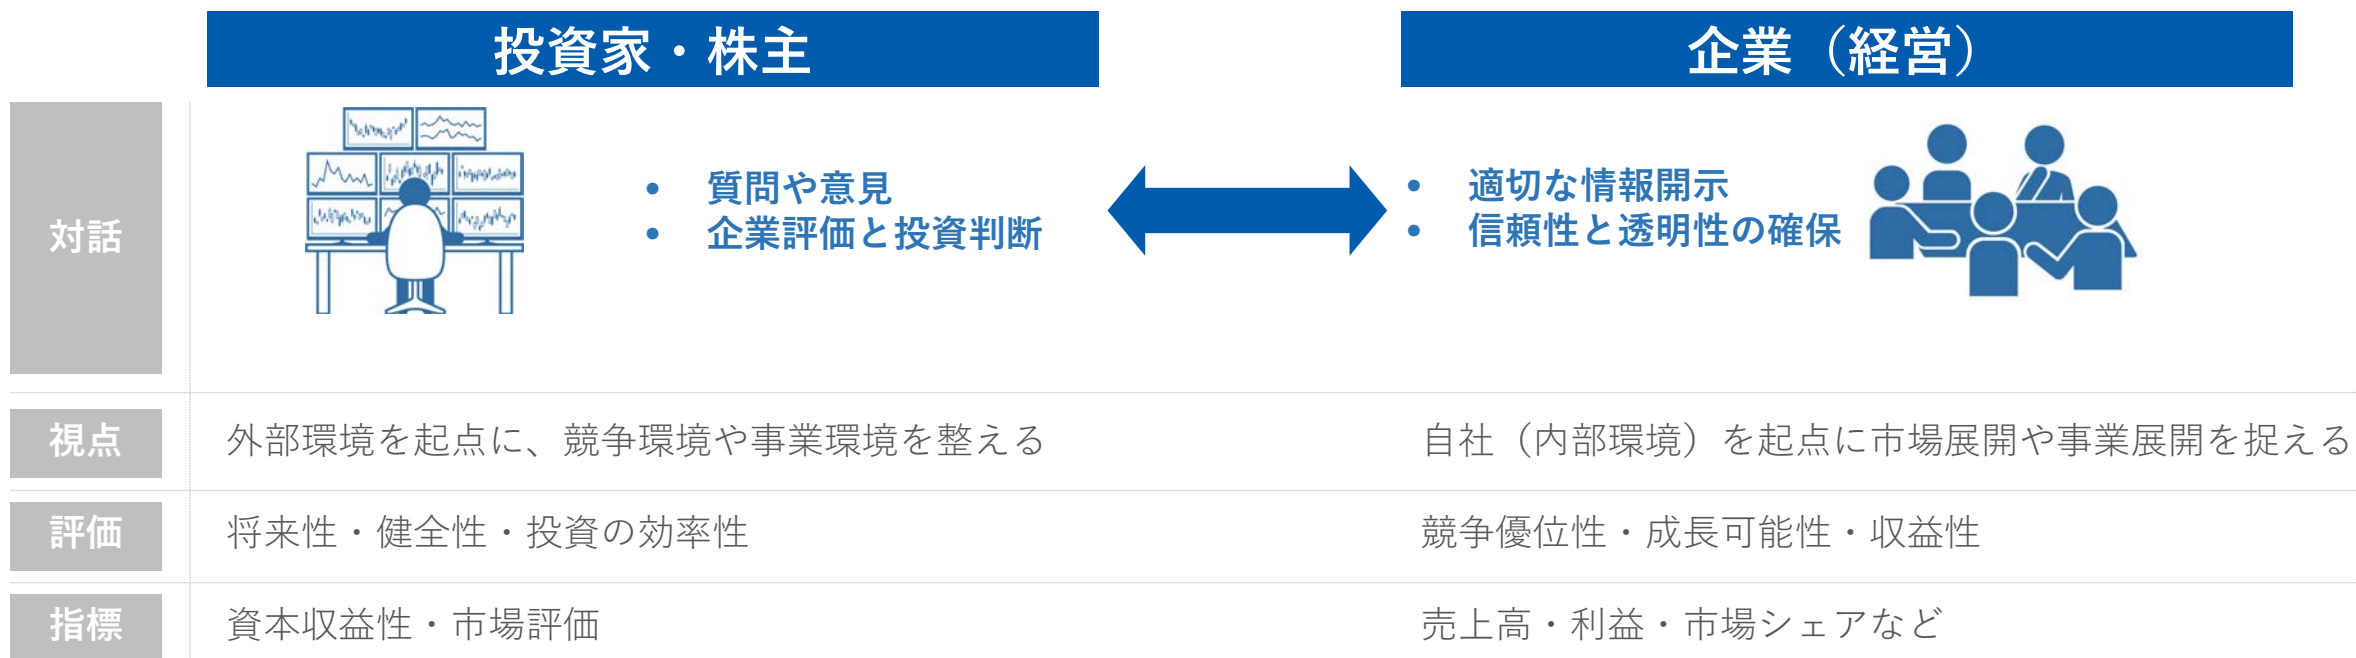 投資家・株主
企業（経営）
対話
• 質問や意見
• 企業評価と投資判断
• 適切な情報開示
• 信頼性と透明性の確保
視点
外部環境を起点に、競争環境や事業環境を整える
自社（内部環境）を起点に市場展開や事業展開を捉える
評価
将来性・健全性・投資の効率性
競争優位性・成長可能性・収益性
指標
資本収益性・市場評価
売上高・利益・市場シェアなど